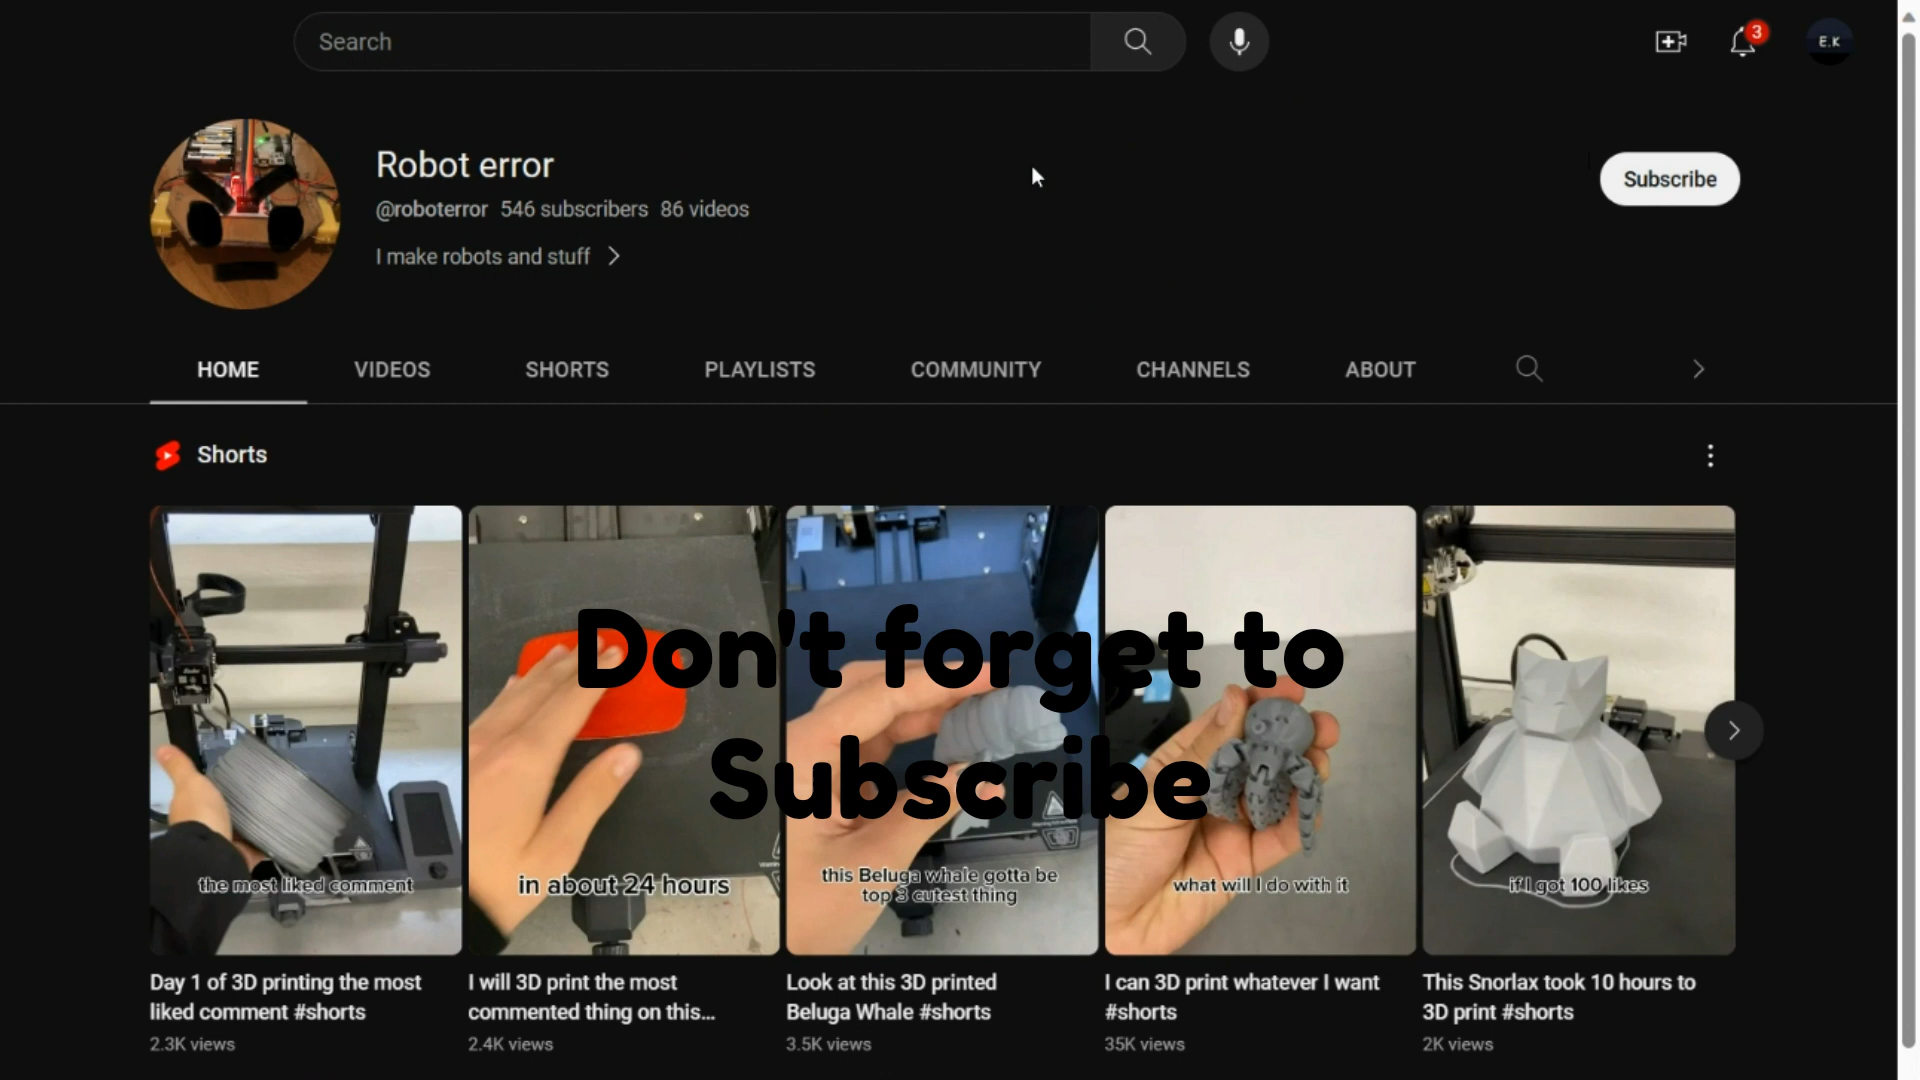 Search
3
E.K
Robot error
@roboterror 546 subscribers 86 videos
I make robots and stuff
Subscribe
HOME VIDEOS SHORTS PLAYLISTS COMMUNITY CHANNELS ABOUT
Shorts
Don't forget to
Subscribe
the most liked comment
in about 24 hours
this Beluga whale gotta be
top 3 cutest thing
what will I do with it
if I got 100 likes
Day 1 of 3D printing the most
liked comment #shorts
2.3K views
I will 3D print the most
commented thing on this...
2.4K views
Look at this 3D printed
Beluga Whale #shorts
3.5K views
I can 3D print whatever I want
#shorts
35K views
This Snorlax took 10 hours to
3D print #shorts
2K views